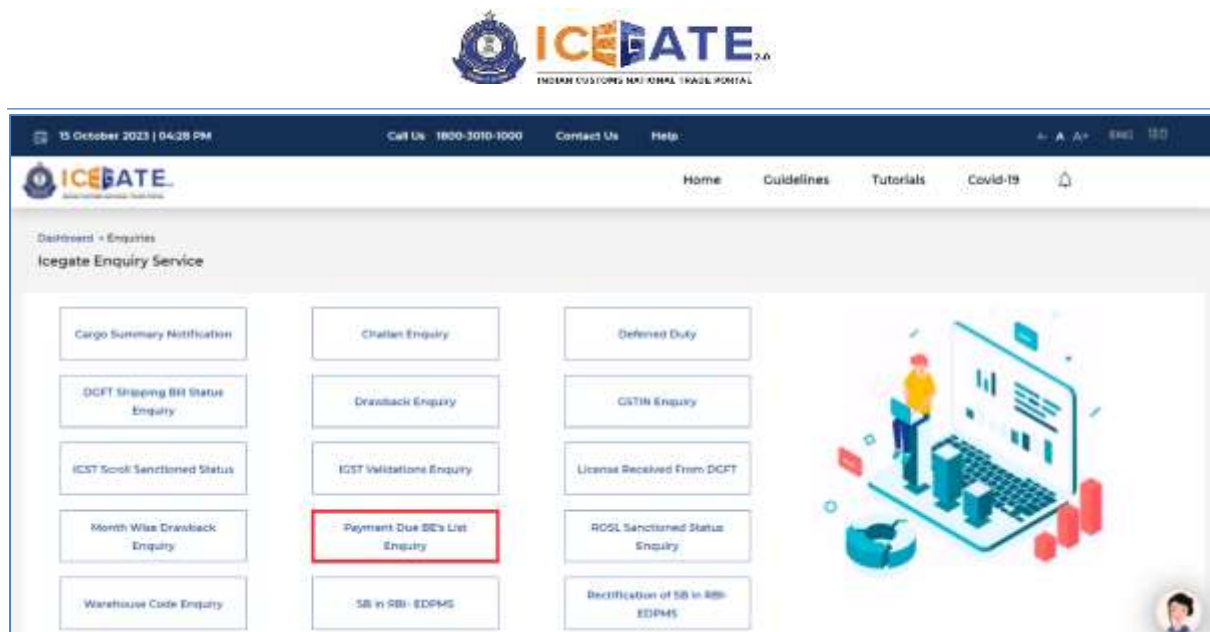 ICEGATE 2.0
INDIAN CUSTOMS NATIONAL TRADE PORTAL
15 October 2023 | 04:28 PM
Call Us 1800-3010-1000
Contact Us
Help
A- A A+
ICEGATE
Home
Guidelines
Tutorials
Covid-19
Dashboard
Enquiries
Icegate Enquiry Service
Cargo Summary Notification
Challan Enquiry
Deferred Duty
DGFT Shipping Bill Status
Enquiry
Drawback Enquiry
GSTIN Enquiry
IGST Scroll Sanctioned Status
IGST Validations Enquiry
License Received From DGFT
Month Wise Drawback
Enquiry
Payment Due BE's List
Enquiry
ROSL Sanctioned Status
Enquiry
Warehouse Code Enquiry
SB in RBI- EDPMS
Rectification of SB in RBI-
EDPMS